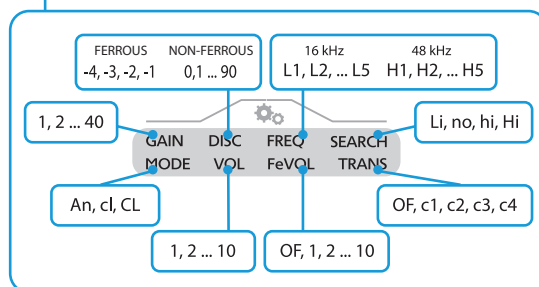 FERROUS NON-FERROUS
-4, -3, -2, -1 0,1 ... 90
16 kHz 48 kHz
L1, L2, ... L5 H1, H2, ... H5
1, 2 ... 40
Li, no, hi, Hi
GAIN DISC FREQ SEARCH
MODE VOL FeVOL TRANS
An, cl, CL
OF, c1, c2, c3, c4
1, 2 ... 10
OF, 1, 2 ... 10